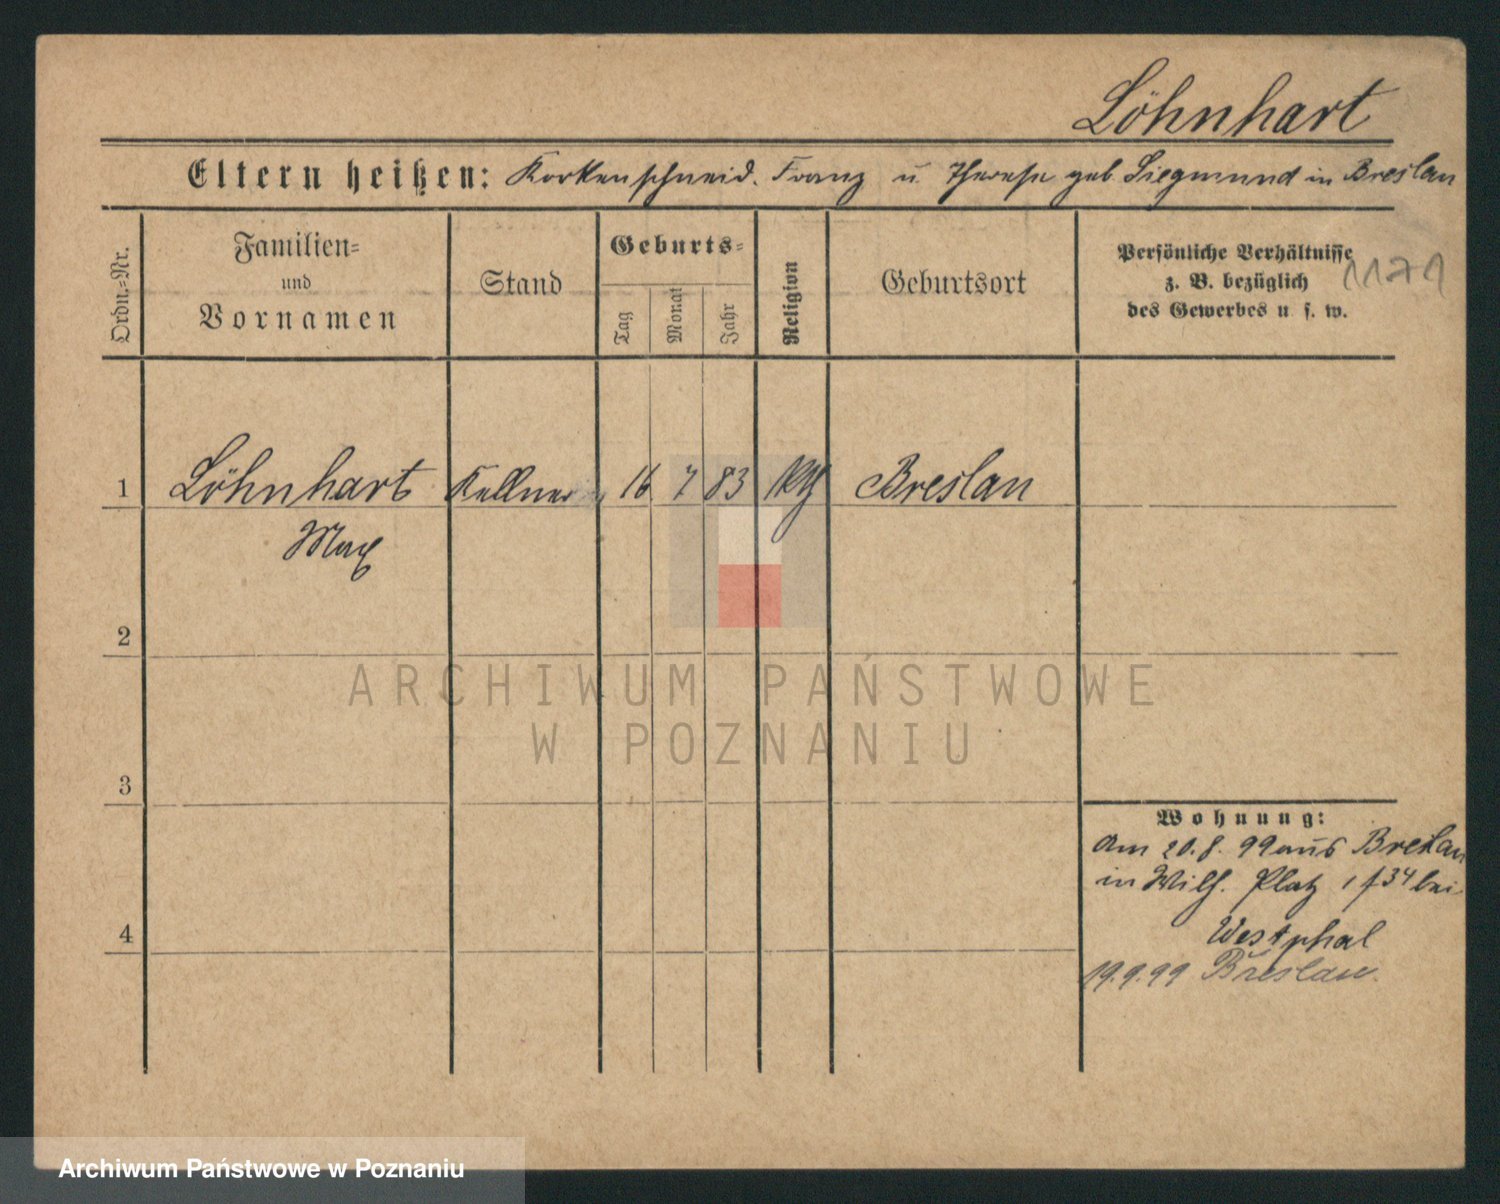 Löhnhart
Eltern heißen: Korkenschneid. Franz u Therese geb. Siegmund in Breslau
Ordn.=Nr.
Familien=
und
Vornamen
Stand
Geburts=
Tag
Monat
Jahr
Religion
Geburtsort
Persönliche Verhältnisse
z. B. bezüglich
des Gewerbes u s. w.
1171
1 Löhnhart Kellner 16 7 83 kth Breslau
Max
2
3
4
Wohnung:
Am 20.8. 99 aus Breslau
in Wilh. Platz bei
Westphal
19.9.99 Breslau.
ARCHIWUM PAŃSTWOWE
W POZNANIU
Archiwum Państwowe w Poznaniu